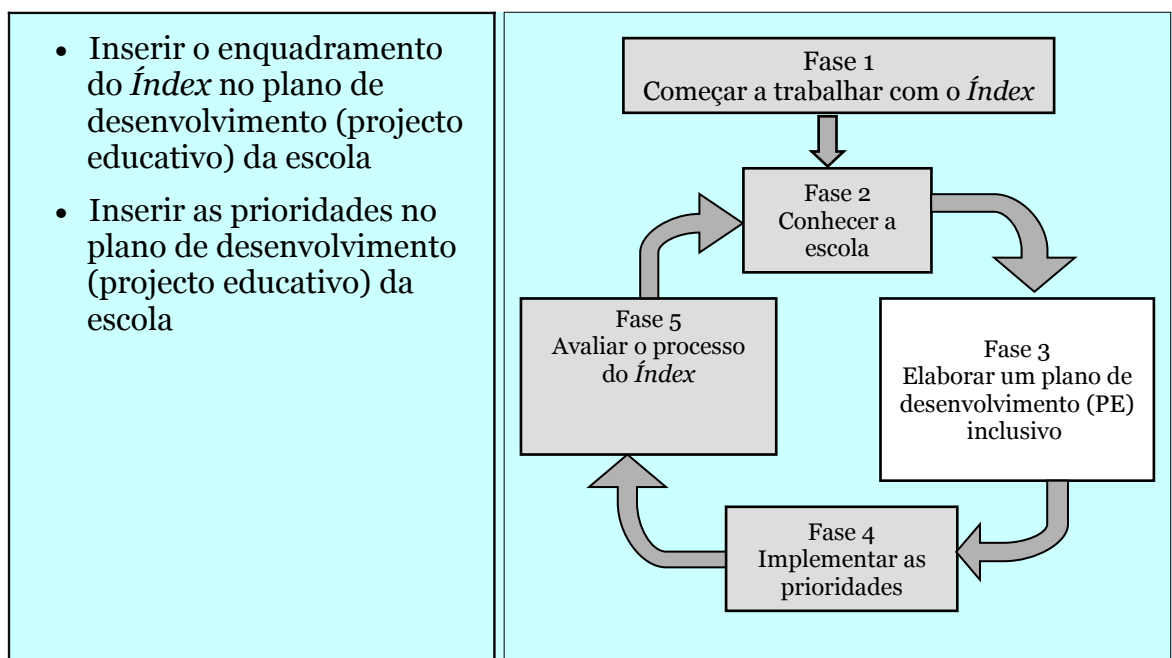 • Inserir o enquadramento
do Índex no plano de
desenvolvimento (projecto
educativo) da escola
• Inserir as prioridades no
plano de desenvolvimento
(projecto educativo) da
escola
Fase 1
Começar a trabalhar com o Índex
Fase 2
Conhecer a
escola
Fase 3
Elaborar um plano de
desenvolvimento (PE)
inclusivo
Fase 4
Implementar as
prioridades
Fase 5
Avaliar o processo
do Índex